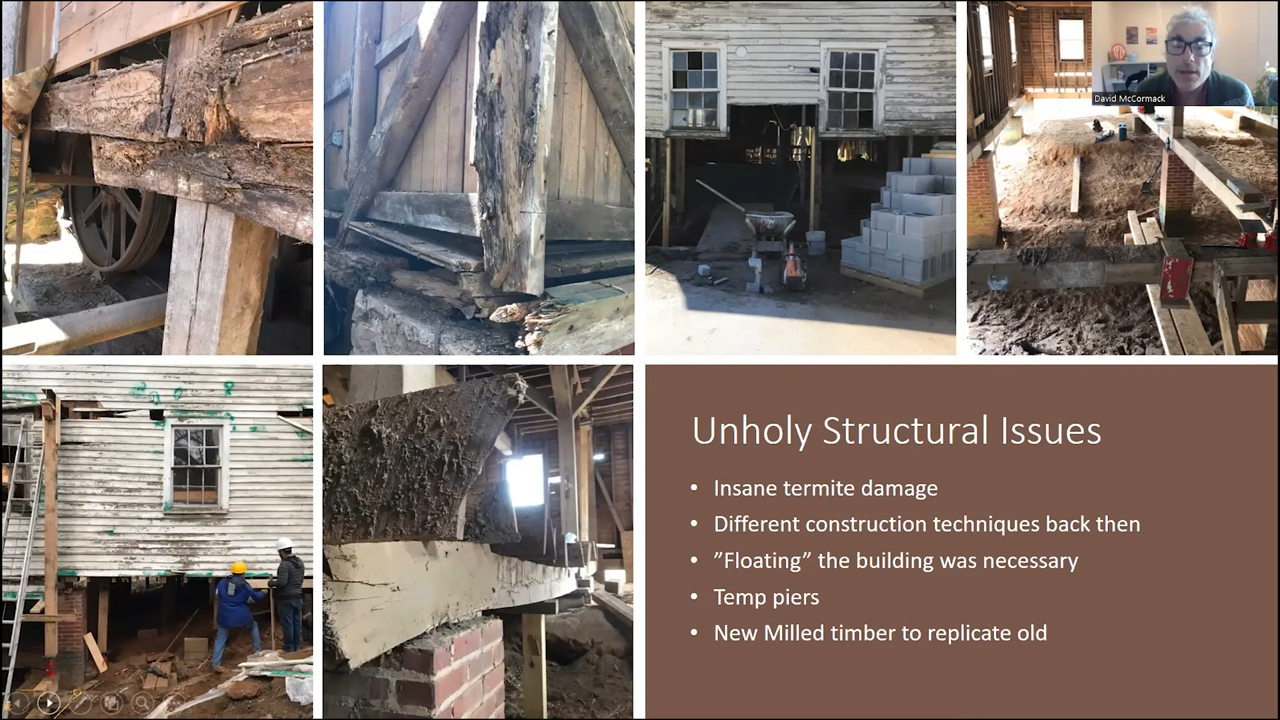 David McCormack
Unholy Structural Issues
• Insane termite damage
• Different construction techniques back then
• ”Floating” the building was necessary
• Temp piers
• New Milled timber to replicate old